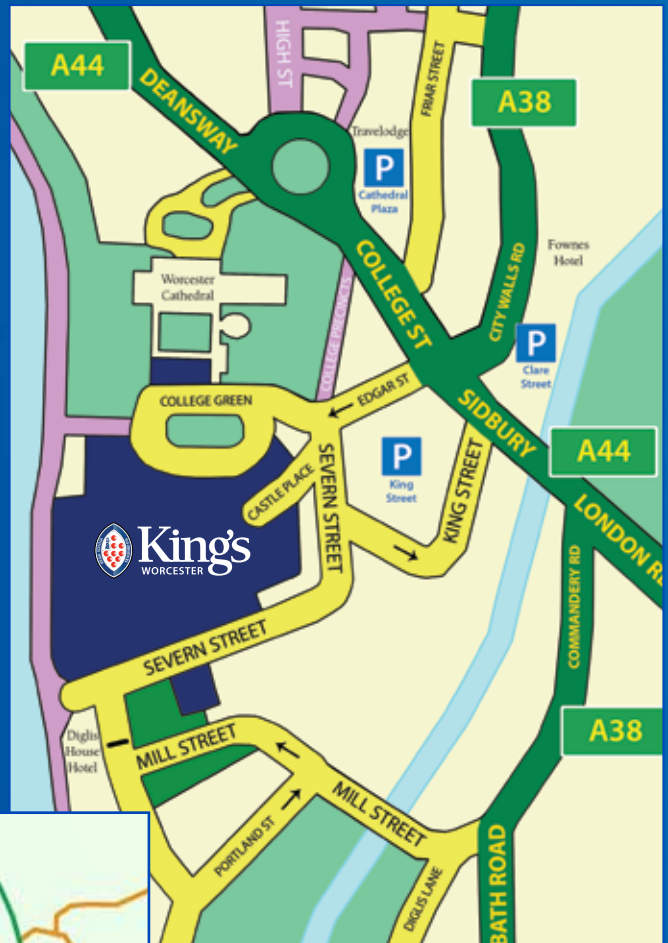 A44
HIGH ST
FRIAR STREET
A38
DEANSWAY
Travelodge
P
Cathedral
Plaza
Fownes
Hotel
Worcester
Cathedral
COLLEGE ST
COLLEGE PRECINCTS
CITY WALLS RD
P
Clare
Street
COLLEGE GREEN
EDGAR ST
SIDBURY
A44
P
King
Street
CASTLE PLACE
SEVERN STREET
KING STREET
LONDON R
King's
WORCESTER
COMMANDERY RD
SEVERN STREET
A38
Diglis
House
Hotel
MILL STREET
MILL STREET
PORTLAND ST
DIGLIS LANE
BATH ROAD